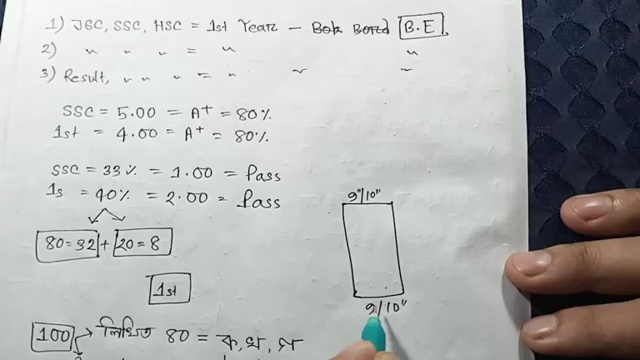 1) JSC, SSC, HSC = 1st Year — Bok Board B.E.
2) " " " = " "
3) Result, " " " = " " "
SSC = 5.00 = A+ = 80%
1st = 4.00 = A+ = 80%
SSC = 33% = 1.00 = Pass
1s = 40% = 2.00 = Pass
9"/10"
80=32 + 20=8
1st
9/10"
100 → লিখিত 80 = ক, খ, গ